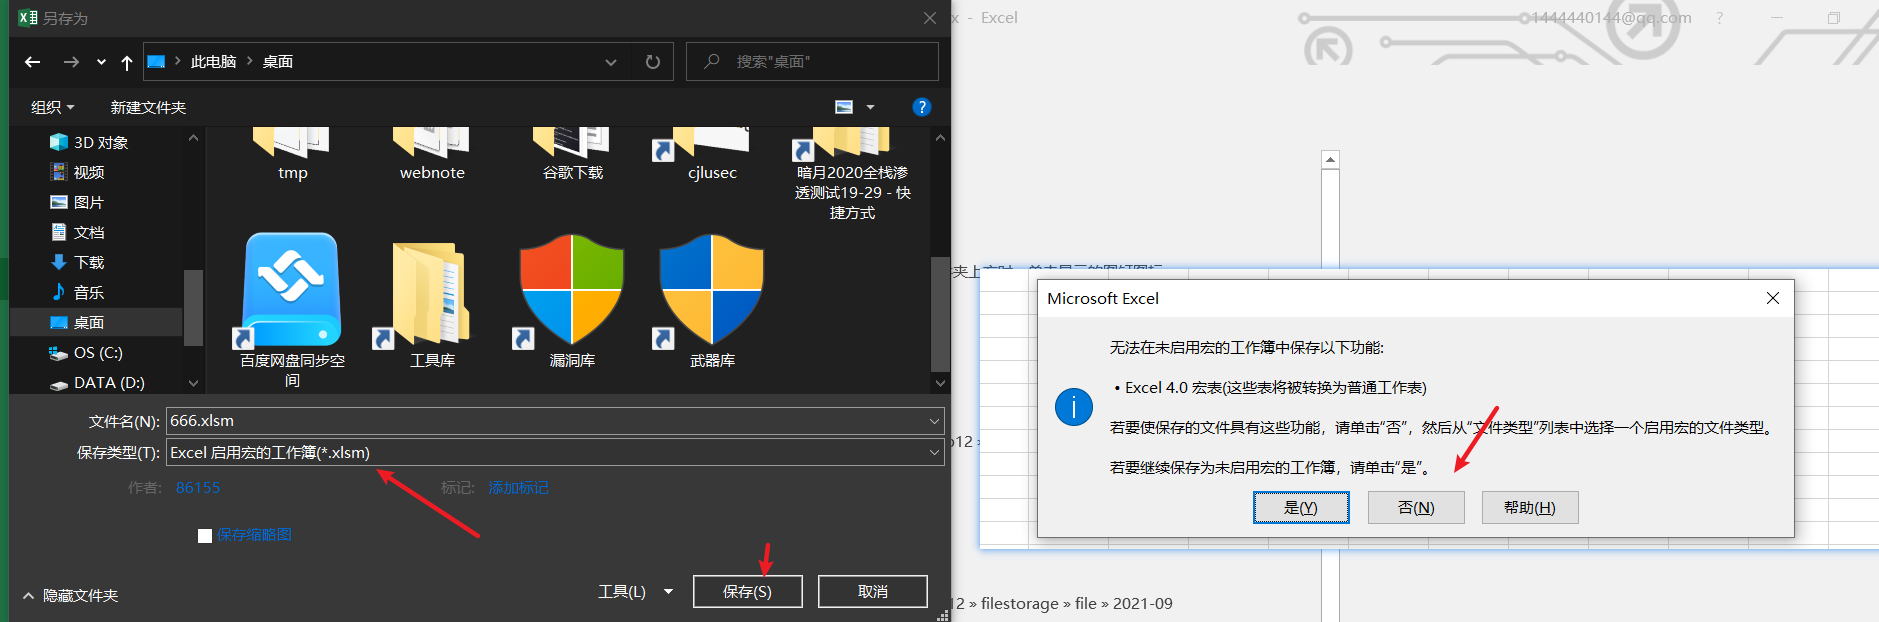 另存为
x - Excel
1444440144@qq.com
?
此电脑 > 桌面
搜索"桌面"
组织
新建文件夹
?
3D 对象
视频
图片
文档
下载
音乐
桌面
OS (C:)
DATA (D:)
tmp
webnote
谷歌下载
cjlusec
暗月2020全栈渗
透测试19-29 - 快
捷方式
百度网盘同步空
间
工具库
漏洞库
武器库
文件名(N):
666.xlsm
保存类型(T):
Excel 启用宏的工作簿(*.xlsm)
作者:
86155
标记:
添加标记
保存缩略图
隐藏文件夹
工具(L)
保存(S)
取消
Microsoft Excel
无法在未启用宏的工作簿中保存以下功能:
• Excel 4.0 宏表(这些表将被转换为普通工作表)
若要使保存的文件具有这些功能，请单击“否”，然后从“文件类型”列表中选择一个启用宏的文件类型。
若要继续保存为未启用宏的工作簿，请单击“是”。
是(Y)
否(N)
帮助(H)
12 »
12 » filestorage » file » 2021-09